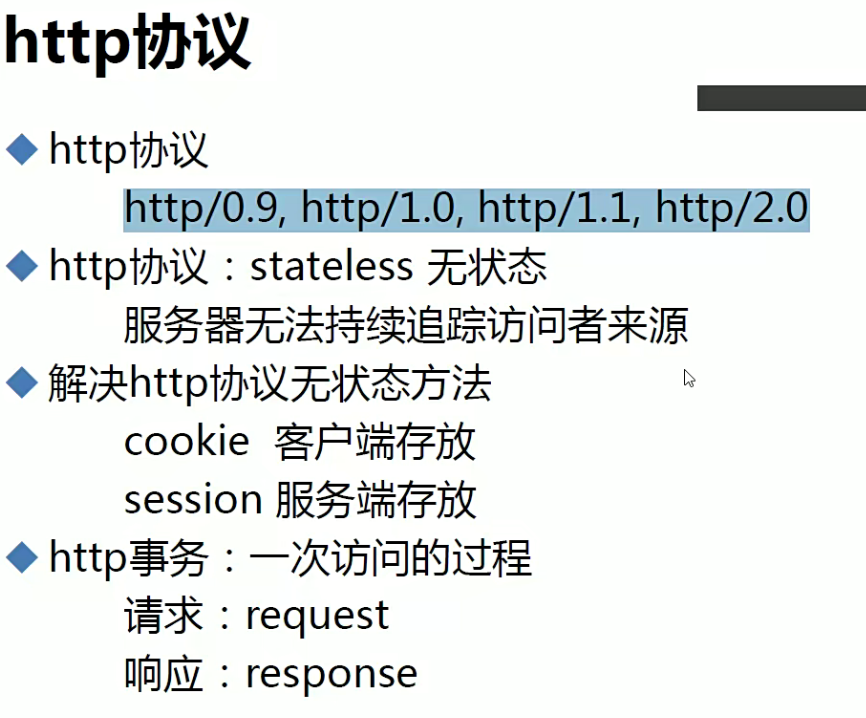 http协议
http协议
http/0.9, http/1.0, http/1.1, http/2.0
http协议：stateless 无状态
服务器无法持续追踪访问者来源
解决http协议无状态方法
cookie 客户端存放
session 服务端存放
http事务：一次访问的过程
请求：request
响应：response